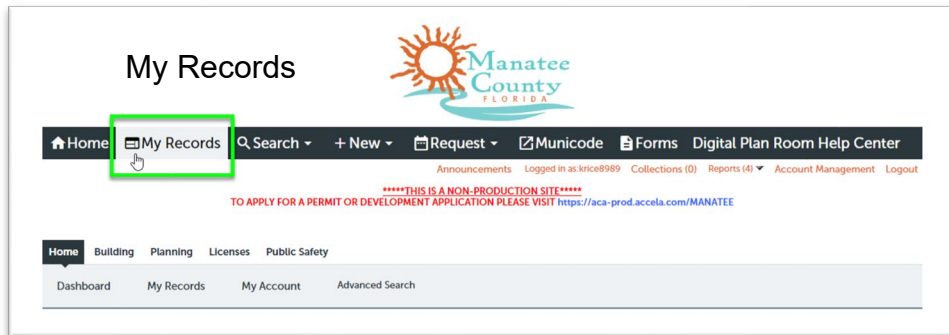 My Records
Manatee
County
FLORIDA
Home My Records Search + New Request Municode Forms Digital Plan Room Help Center
Announcements Logged in as:krice8989 Collections (0) Reports (4) Account Management Logout
*****THIS IS A NON-PRODUCTION SITE*****
TO APPLY FOR A PERMIT OR DEVELOPMENT APPLICATION PLEASE VISIT https://aca-prod.accela.com/MANATEE
Home Building Planning Licenses Public Safety
Dashboard My Records My Account Advanced Search